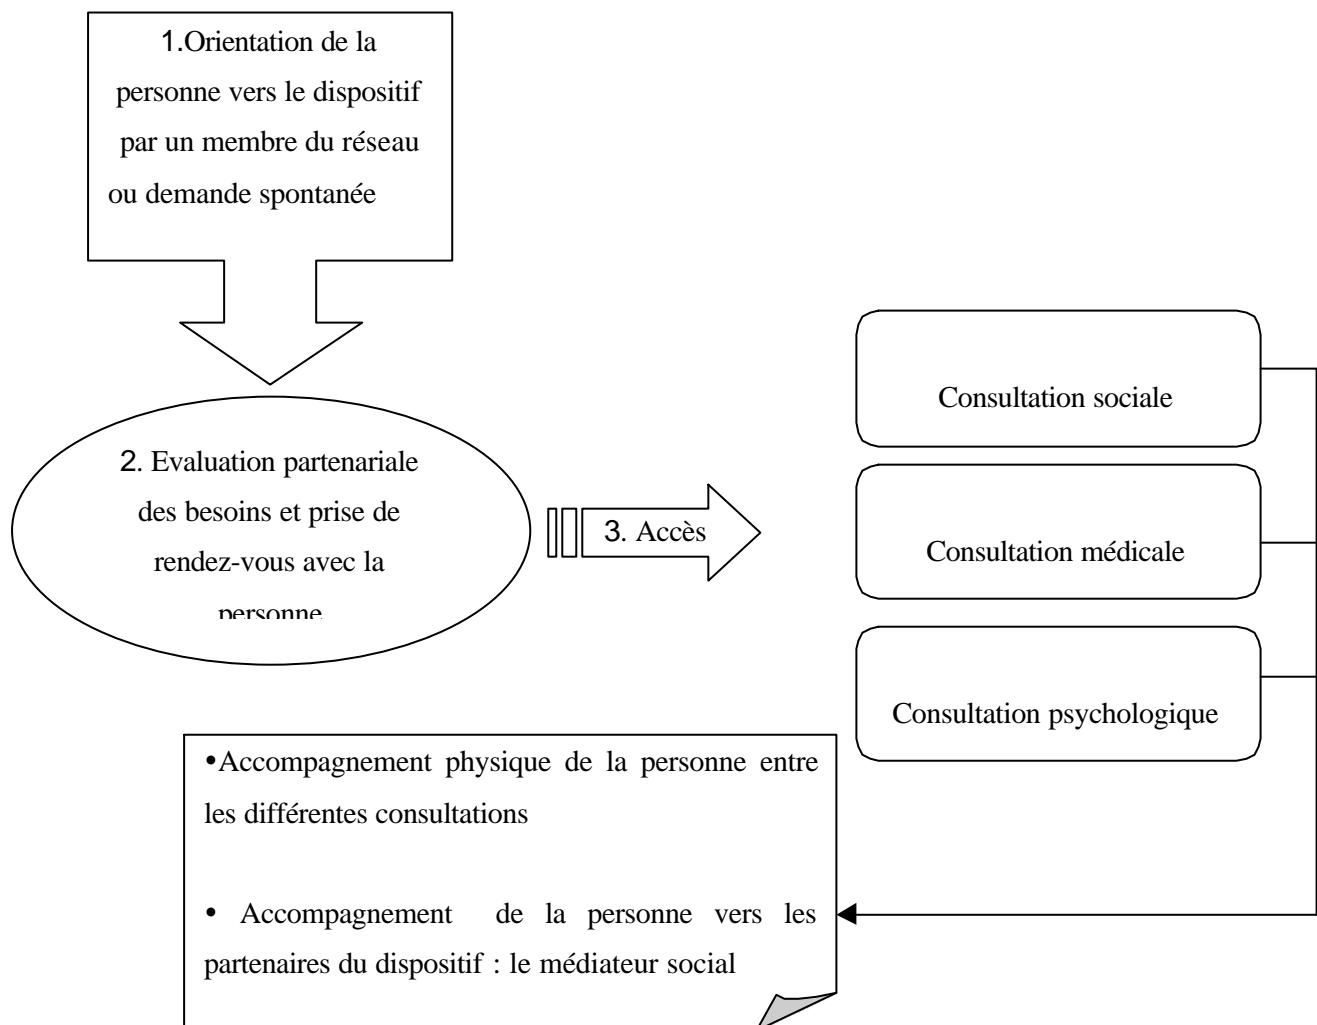 1.Orientation de la
personne vers le dispositif
par un membre du réseau
ou demande spontanée
2. Evaluation partenariale
des besoins et prise de
rendez-vous avec la
personne
3. Accès
Consultation sociale
Consultation médicale
Consultation psychologique
•Accompagnement physique de la personne entre
les différentes consultations
• Accompagnement de la personne vers les
partenaires du dispositif : le médiateur social